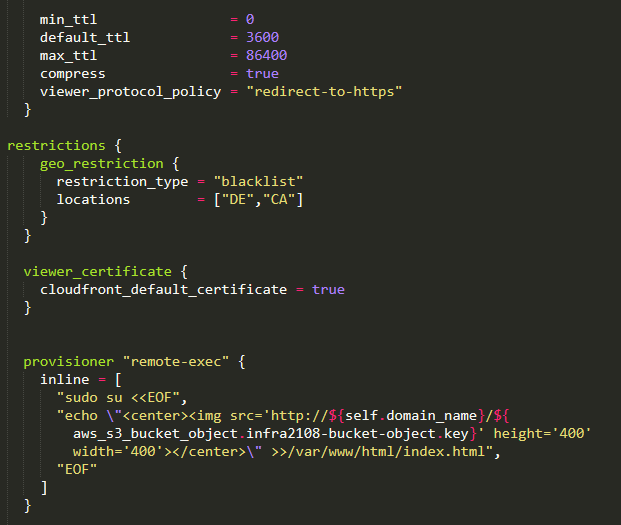 min_ttl                = 0
default_ttl            = 3600
max_ttl                = 86400
compress               = true
viewer_protocol_policy = "redirect-to-https"
}
restrictions {
geo_restriction {
restriction_type = "blacklist"
locations        = ["DE","CA"]
}
}
viewer_certificate {
cloudfront_default_certificate = true
}
provisioner "remote-exec" {
inline = [
"sudo su <<EOF",
"echo \"<center><img src='http://${self.domain_name}/${
aws_s3_bucket_object.infra2108-bucket-object.key}' height='400'
width='400'></center>\" >>/var/www/html/index.html",
"EOF"
]
}